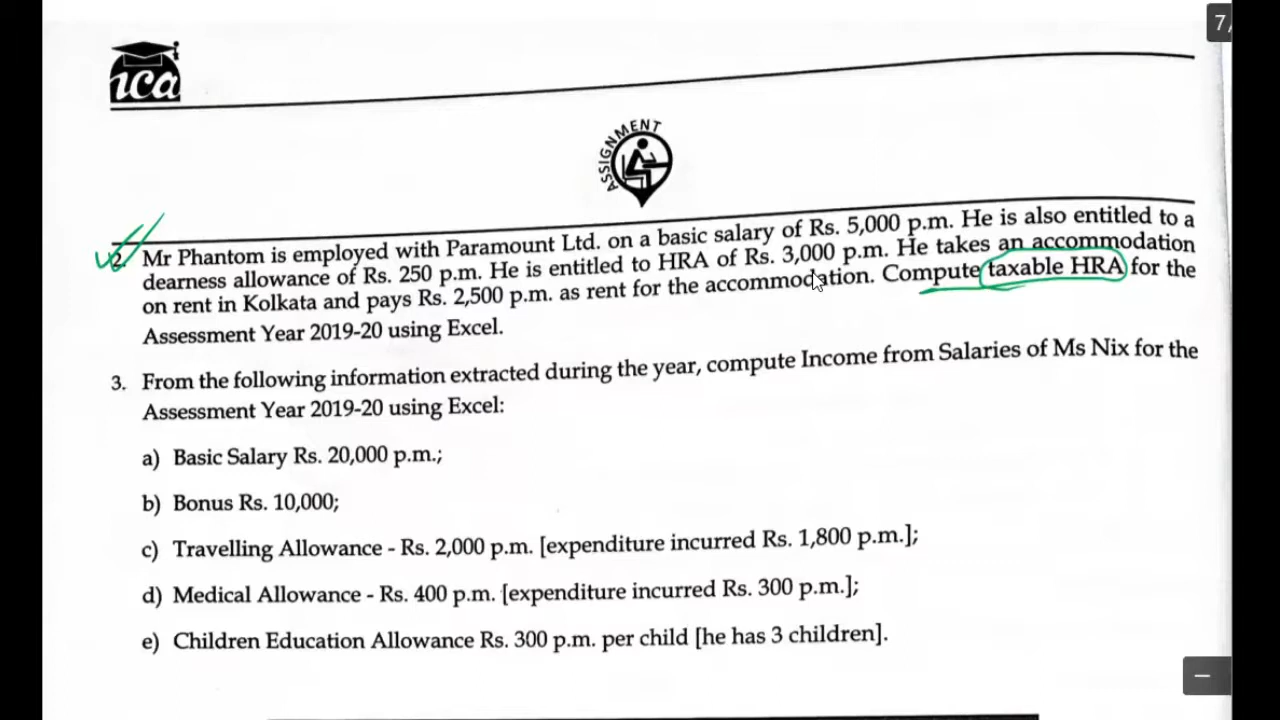 7/
ica
ASSIGNMENT
2. Mr Phantom is employed with Paramount Ltd. on a basic salary of Rs. 5,000 p.m. He is also entitled to a
dearness allowance of Rs. 250 p.m. He is entitled to HRA of Rs. 3,000 p.m. He takes an accommodation
on rent in Kolkata and pays Rs. 2,500 p.m. as rent for the accommodation. Compute taxable HRA for the
Assessment Year 2019-20 using Excel.
3. From the following information extracted during the year, compute Income from Salaries of Ms Nix for the
Assessment Year 2019-20 using Excel:
a) Basic Salary Rs. 20,000 p.m.;
b) Bonus Rs. 10,000;
c) Travelling Allowance - Rs. 2,000 p.m. [expenditure incurred Rs. 1,800 p.m.];
d) Medical Allowance - Rs. 400 p.m. [expenditure incurred Rs. 300 p.m.];
e) Children Education Allowance Rs. 300 p.m. per child [he has 3 children].